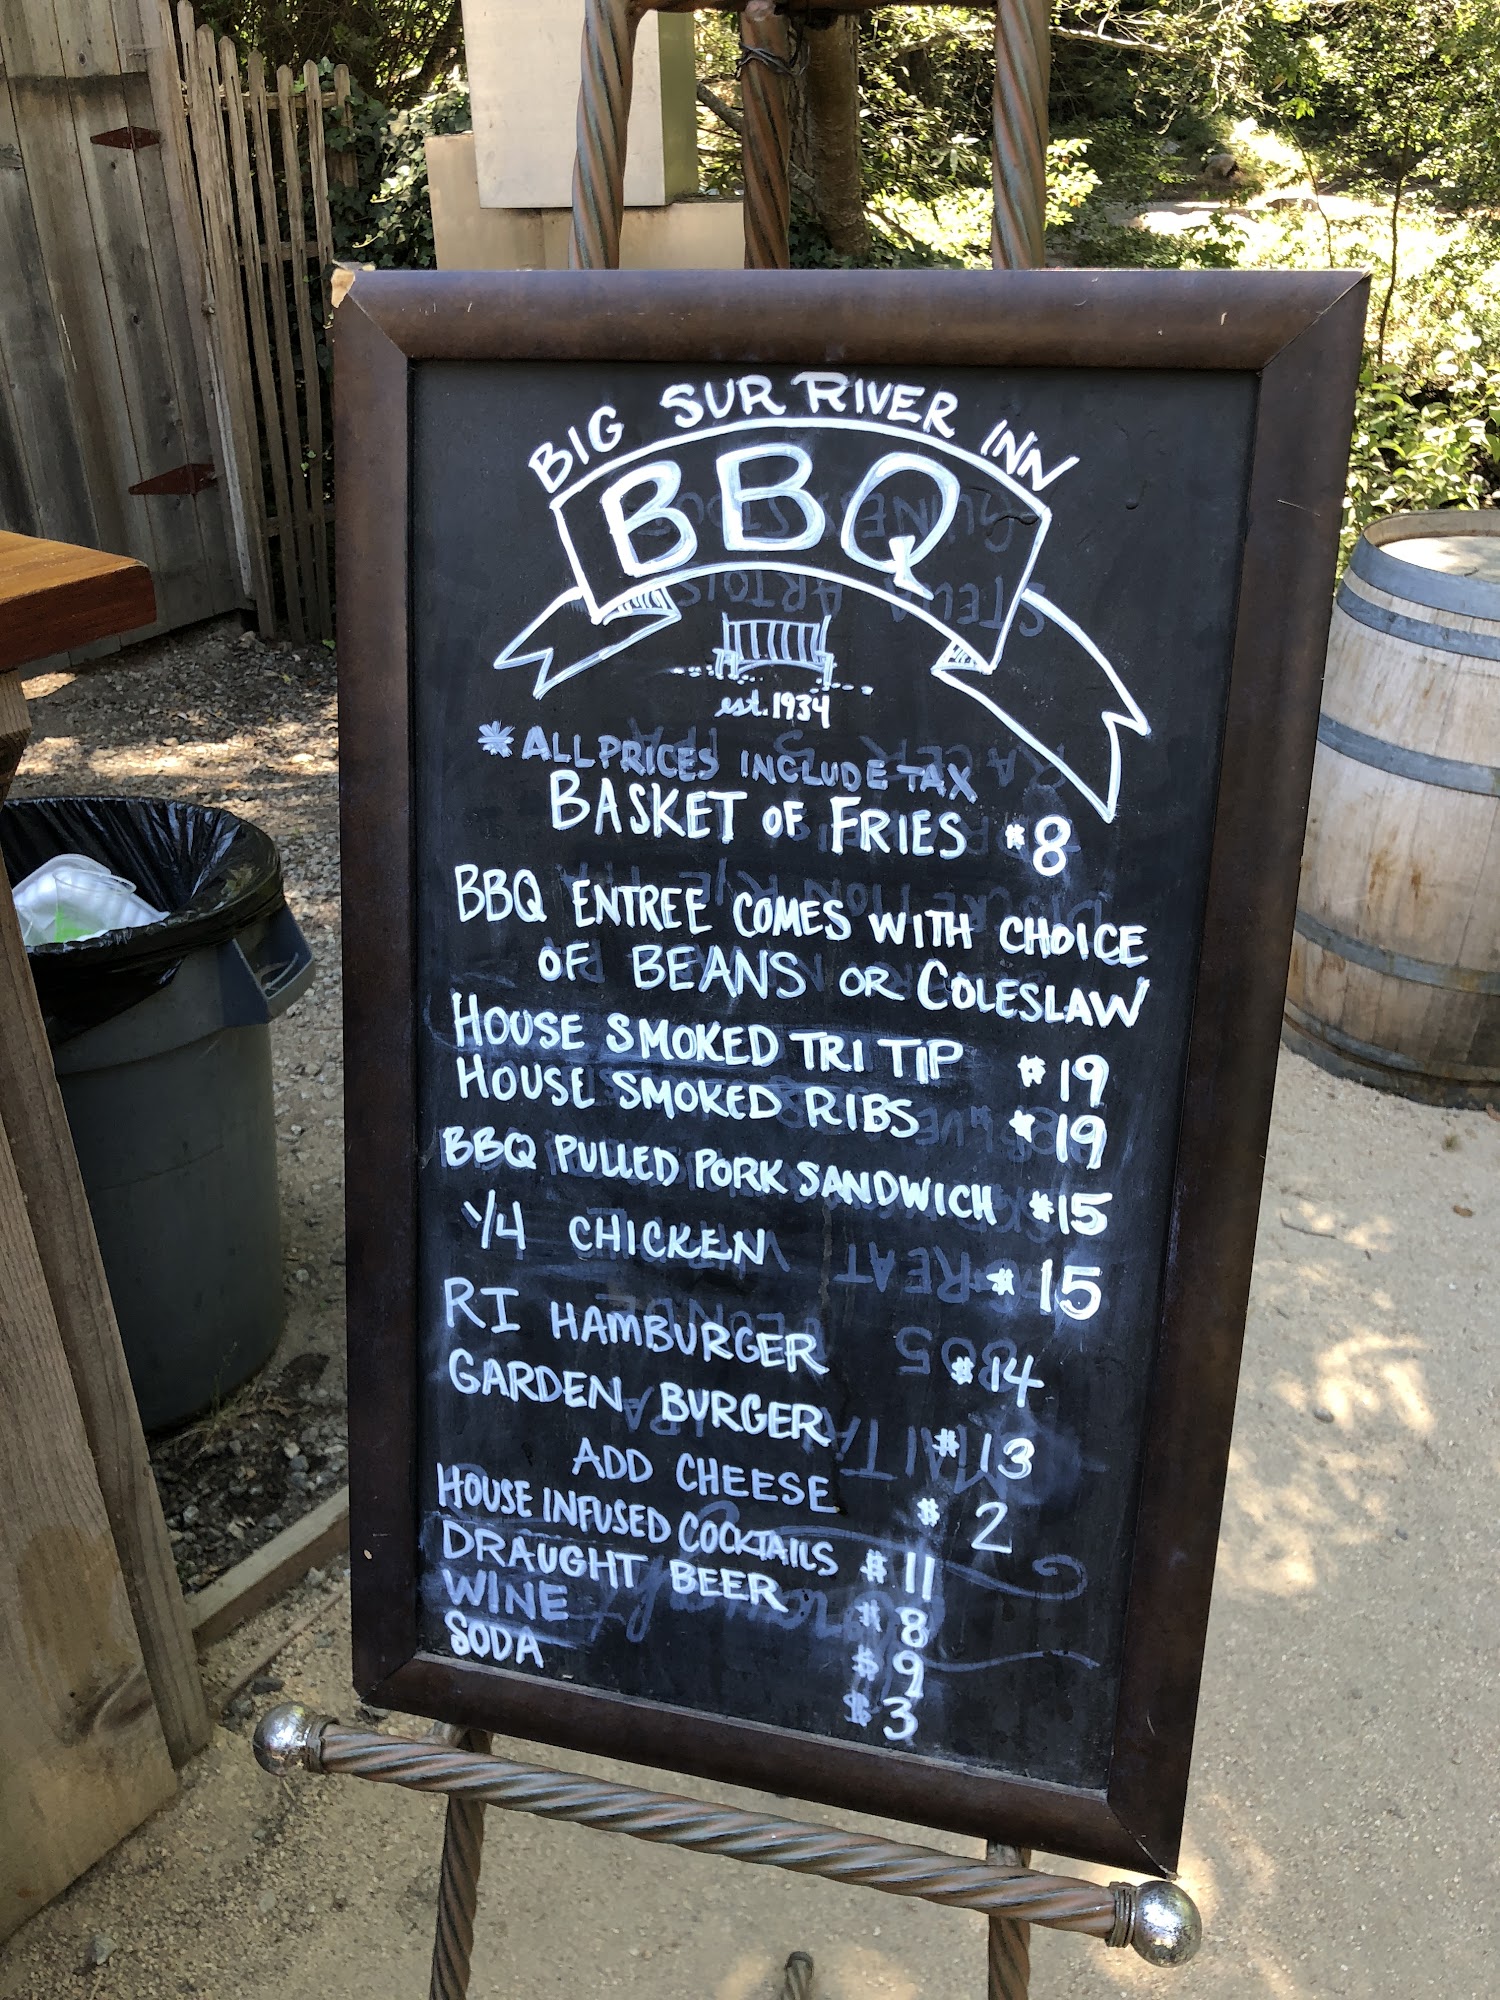 BIG SUR RIVER INN
BBQ
est. 1934
* ALL PRICES INCLUDE TAX
BASKET OF FRIES $8
BBQ ENTREE COMES WITH CHOICE
OF BEANS OR COLESLAW
HOUSE SMOKED TRI TIP $19
HOUSE SMOKED RIBS $19
BBQ PULLED PORK SANDWICH $15
1/4 CHICKEN $15
RI HAMBURGER $14
GARDEN BURGER $13
ADD CHEESE $2
HOUSE INFUSED COCKTAILS $11
DRAUGHT BEER $8
WINE $9
SODA $3